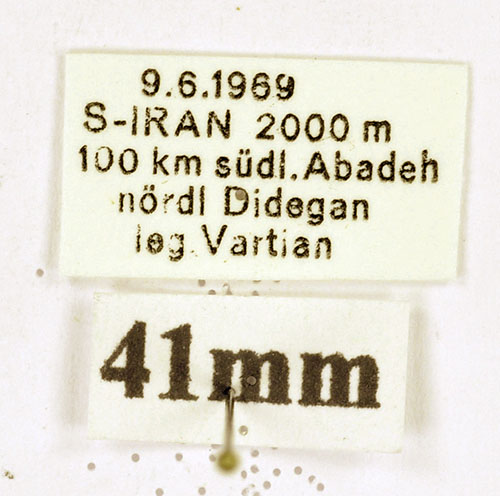 9.6.1969
S-IRAN 2000 m
100 km südl. Abadeh
nördl Didegan
leg. Vartian
41mm